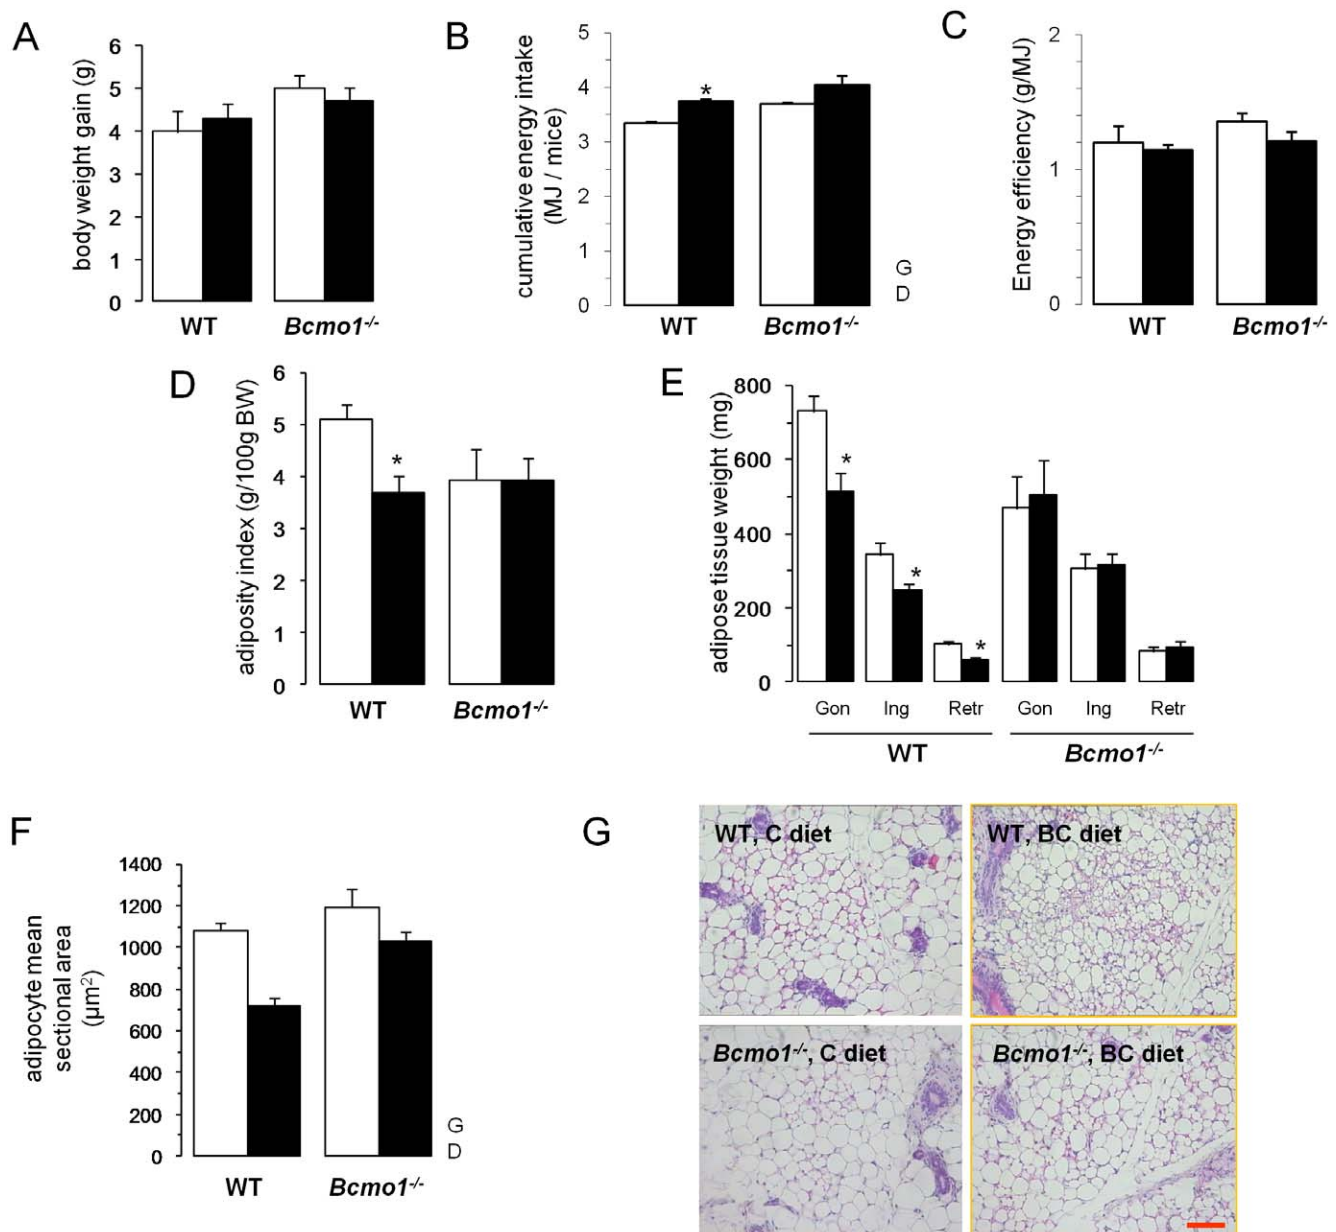 A
body weight gain (g)
6
5
4
3
2
1
0
WT
Bcmo1-/-
B
cumulative energy intake
(MJ / mice)
5
4
3
2
1
0
*
WT
Bcmo1-/-
G
D
C
Energy efficiency (g/MJ)
2
1
0
WT
Bcmo1-/-
D
adiposity index (g/100g BW)
6
5
4
3
2
1
0
*
WT
Bcmo1-/-
E
adipose tissue weight (mg)
800
600
400
200
0
*
*
*
Gon Ing Retr Gon Ing Retr
WT Bcmo1-/-
F
adipocyte mean
sectional area
(µm²)
1400
1200
1000
800
600
400
200
0
WT
Bcmo1-/-
G
D
G
WT, C diet
WT, BC diet
Bcmo1-/-, C diet
Bcmo1-/-, BC diet